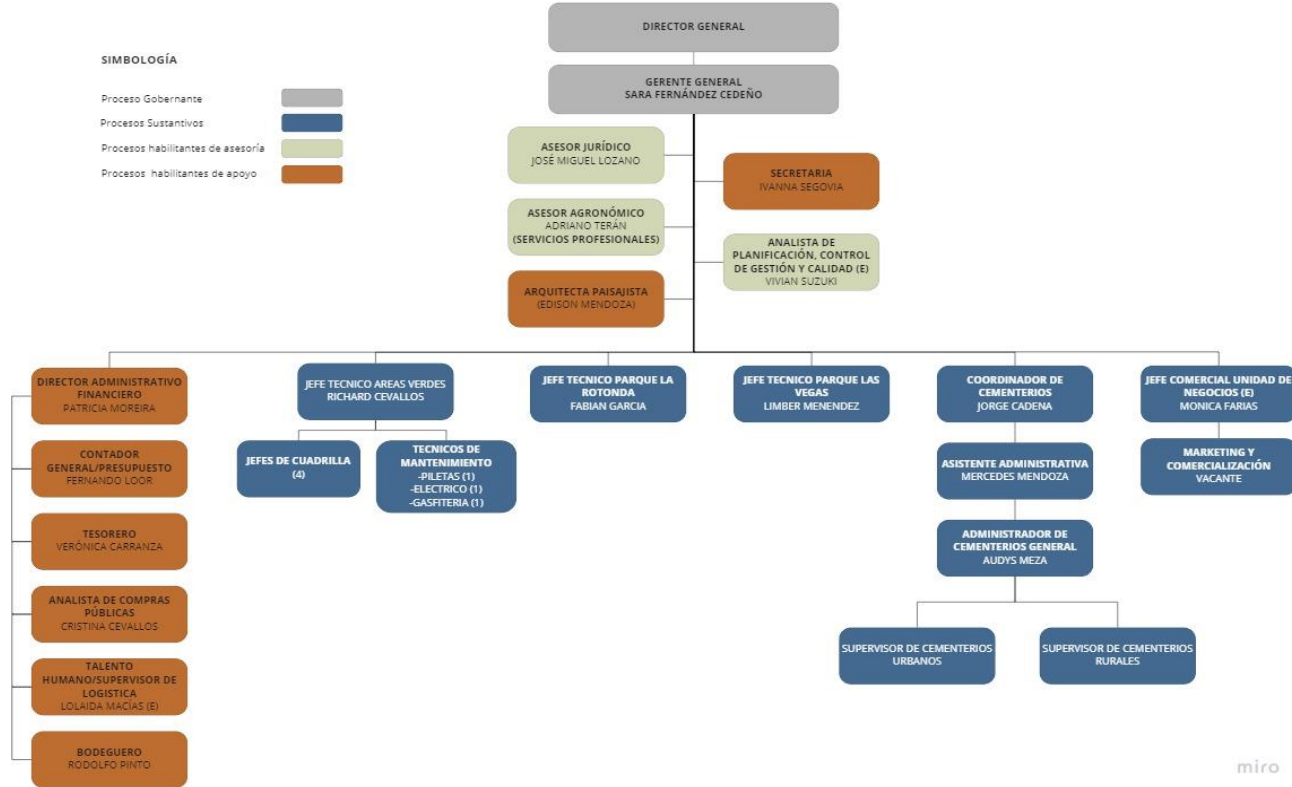 DIRECTOR GENERAL
GERENTE GENERAL
SARA FERNÁNDEZ CEDEÑO
SIMBOLOGÍA
Proceso Gobernante
Procesos Sustantivos
Procesos habilitantes de asesoría
Procesos habilitantes de apoyo
ASESOR JURÍDICO
JOSÉ MIGUEL LOZANO
SECRETARIA
IVANNA SEGOVIA
ASESOR AGRONÓMICO
ADRIANO TERÁN
(SERVICIOS PROFESIONALES)
ANALISTA DE
PLANIFICACIÓN, CONTROL
DE GESTIÓN Y CALIDAD (E)
VIVIAN SUZUKI
ARQUITECTA PAISAJISTA
(EDISON MENDOZA)
DIRECTOR ADMINISTRATIVO
FINANCIERO
PATRICIA MOREIRA
CONTADOR
GENERAL/PRESUPUESTO
FERNANDO LOOR
TESORERO
VERÓNICA CARRANZA
ANALISTA DE COMPRAS
PÚBLICAS
CRISTINA CEVALLOS
TALENTO
HUMANO/SUPERVISOR DE
LOGISTICA
LOLAIDA MACÍAS (E)
BODEGUERO
RODOLFO PINTO
JEFE TECNICO AREAS VERDES
RICHARD CEVALLOS
JEFES DE CUADRILLA
(4)
TECNICOS DE
MANTENIMIENTO
-PILETAS (1)
-ELECTRICO (1)
-GASFITERIA (1)
JEFE TECNICO PARQUE LA
ROTONDA
FABIAN GARCIA
JEFE TECNICO PARQUE LAS
VEGAS
LIMBER MENENDEZ
COORDINADOR DE
CEMENTERIOS
JORGE CADENA
ASISTENTE ADMINISTRATIVA
MERCEDES MENDOZA
ADMINISTRADOR DE
CEMENTERIOS GENERAL
AUDYS MEZA
SUPERVISOR DE CEMENTERIOS
URBANOS
SUPERVISOR DE CEMENTERIOS
RURALES
JEFE COMERCIAL UNIDAD DE
NEGOCIOS (E)
MONICA FARIAS
MARKETING Y
COMERCIALIZACIÓN
VACANTE
miro